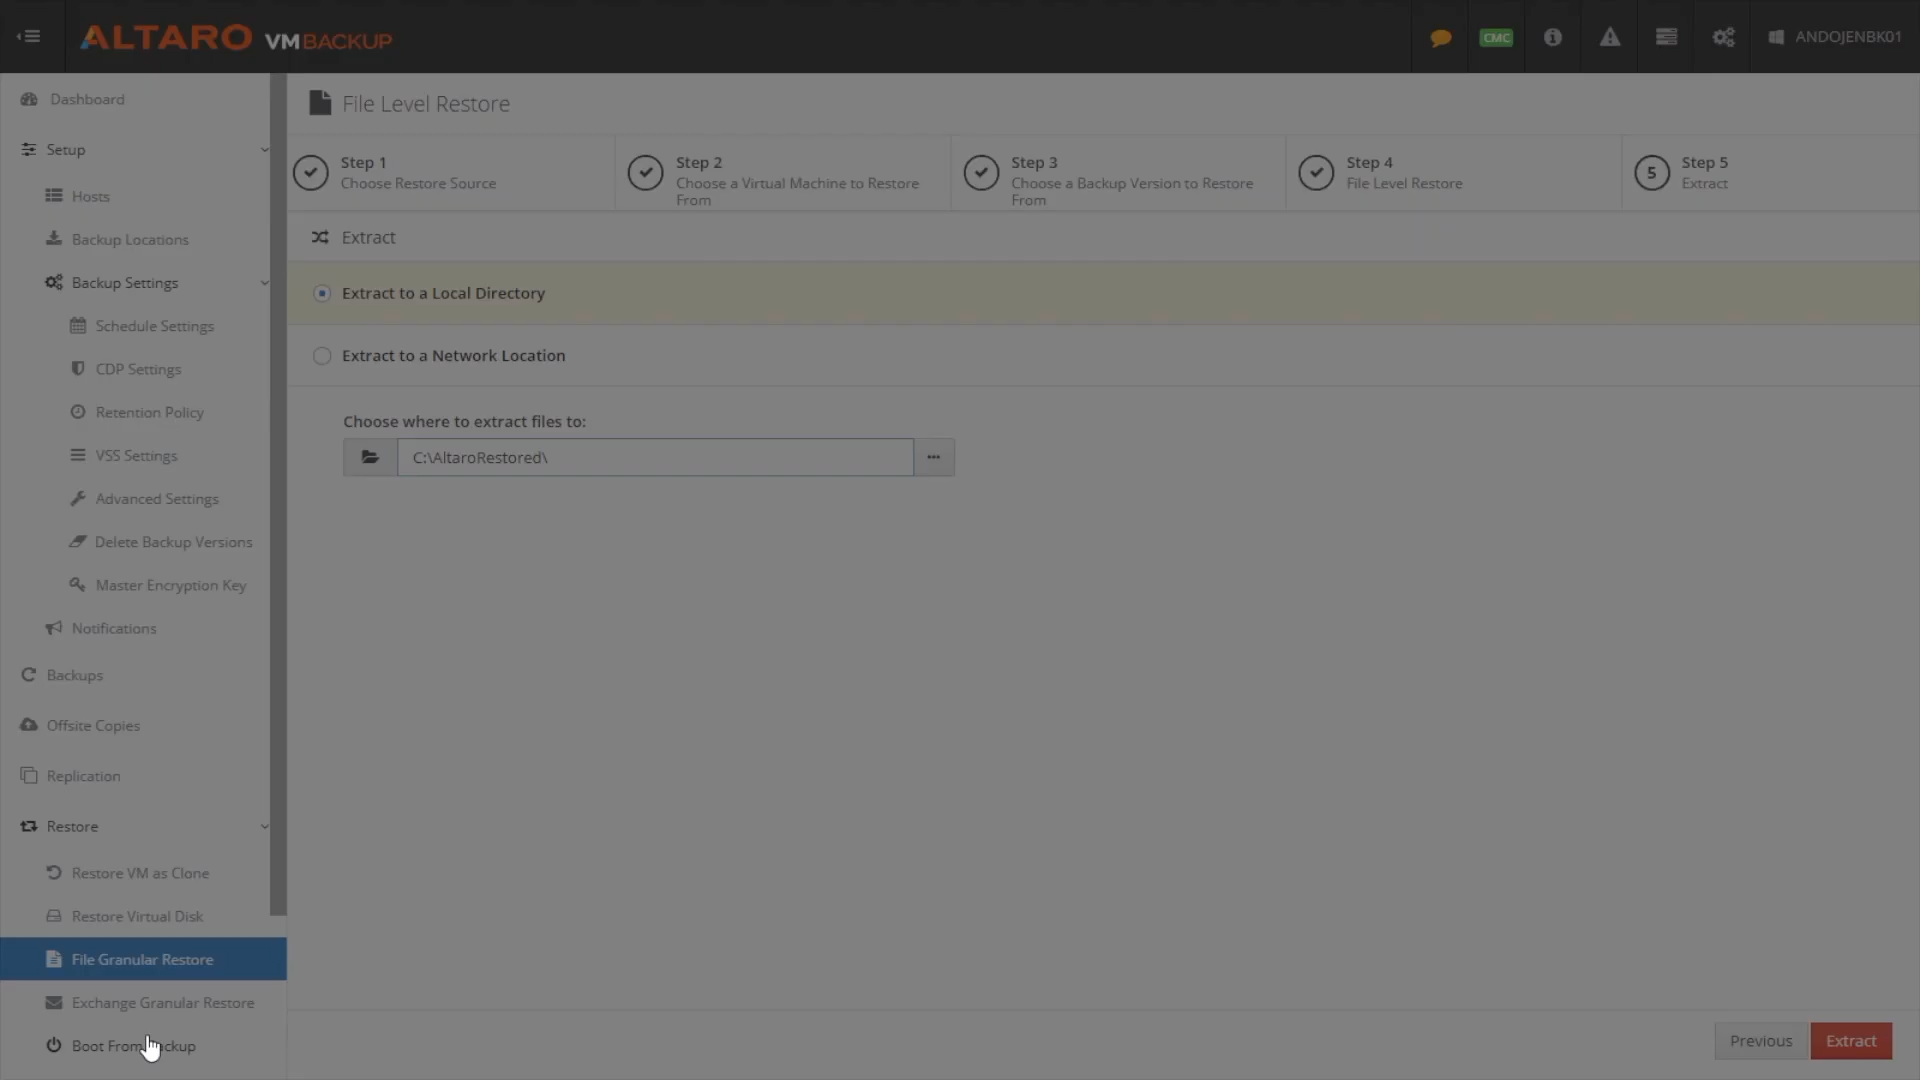 ALTARO VM BACKUP
CMC
ANDOJENBK01
Dashboard
Setup
Hosts
Backup Locations
Backup Settings
Schedule Settings
CDP Settings
Retention Policy
VSS Settings
Advanced Settings
Delete Backup Versions
Master Encryption Key
Notifications
Backups
Offsite Copies
Replication
Restore
Restore VM as Clone
Restore Virtual Disk
File Granular Restore
Exchange Granular Restore
Boot From Backup
File Level Restore
Step 1
Choose Restore Source
Step 2
Choose a Virtual Machine to Restore
From
Step 3
Choose a Backup Version to Restore
From
Step 4
File Level Restore
5
Step 5
Extract
Extract
Extract to a Local Directory
Extract to a Network Location
Choose where to extract files to:
C:\AltaroRestored\
...
Previous
Extract